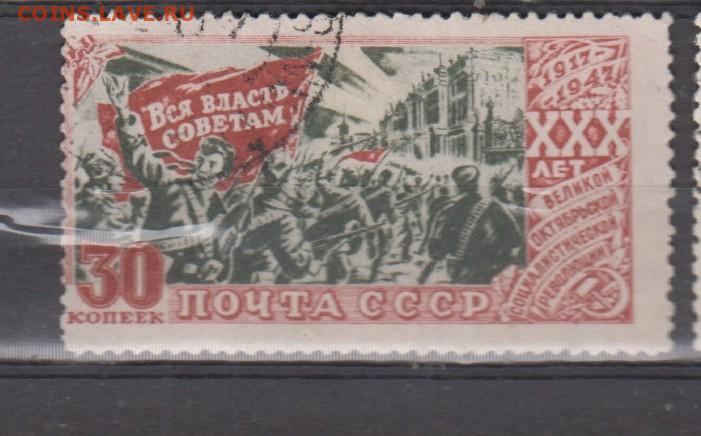 COINS.LAVE.RU
ВСЯ ВЛАСТЬ
СОВЕТАМ!
1917
1947
XXX
ЛЕТ
ВЕЛИКОЙ
ОКТЯБРЬСКОЙ
СОЦИАЛИСТИЧЕСКОЙ
РЕВОЛЮЦИИ
30
КОПЕЕК
ПОЧТА СССР